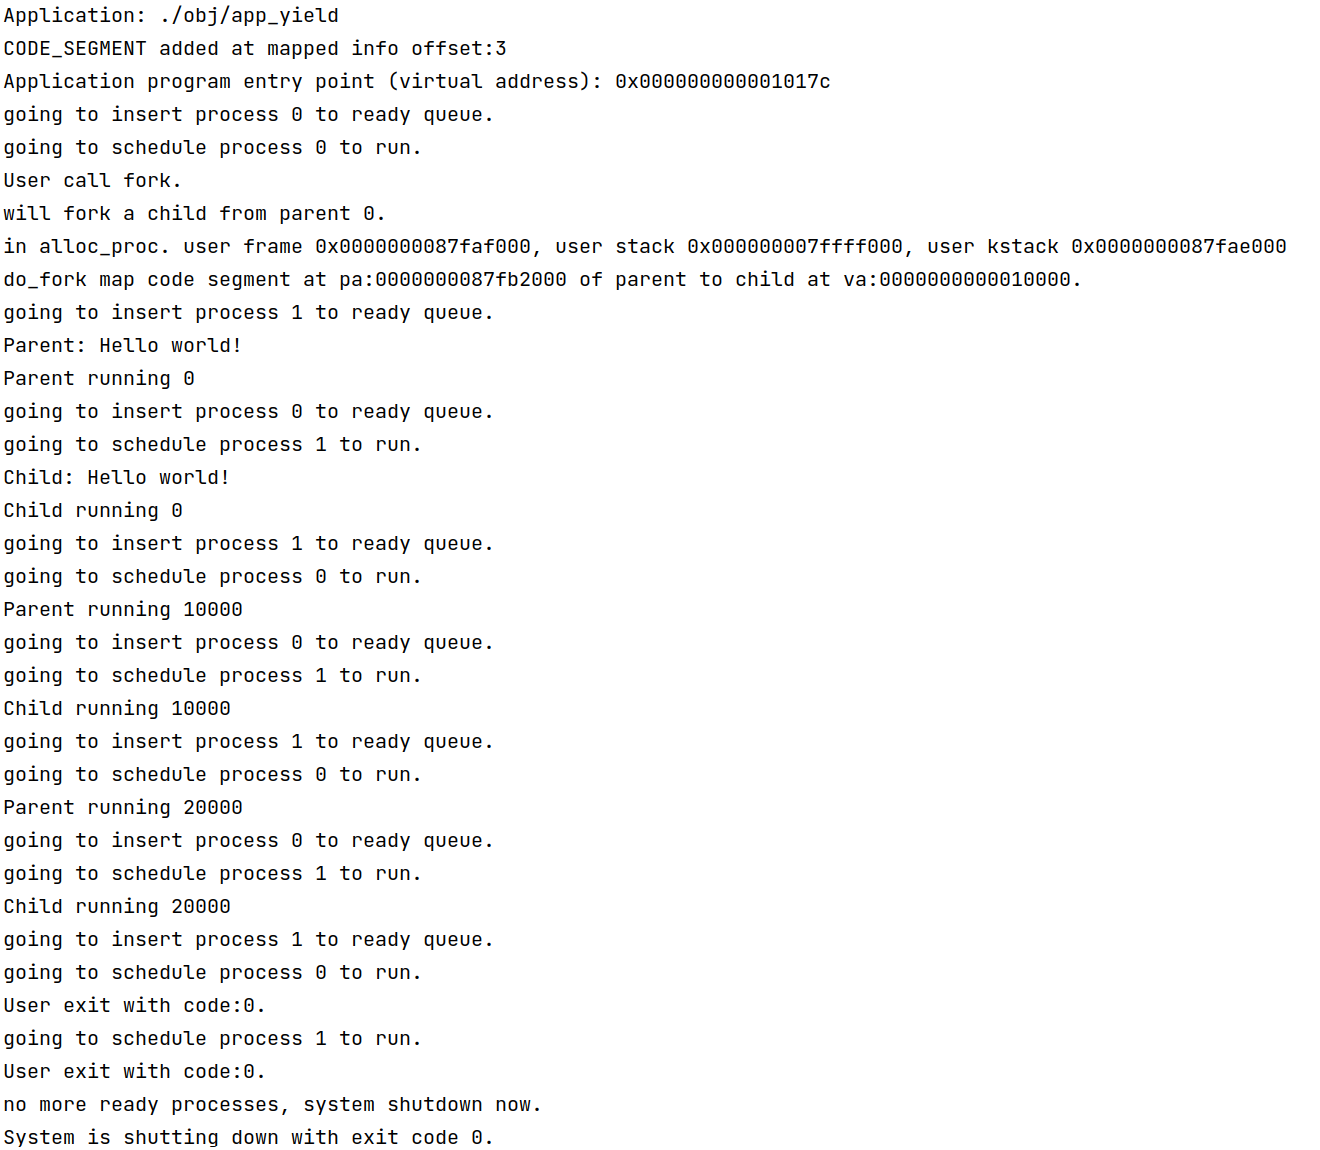 Application: ./obj/app_yield
CODE_SEGMENT added at mapped info offset:3
Application program entry point (virtual address): 0x000000000001017c
going to insert process 0 to ready queue.
going to schedule process 0 to run.
User call fork.
will fork a child from parent 0.
in alloc_proc. user frame 0x0000000087faf000, user stack 0x000000007ffff000, user kstack 0x0000000087fae000
do_fork map code segment at pa:0000000087fb2000 of parent to child at va:0000000000010000.
going to insert process 1 to ready queue.
Parent: Hello world!
Parent running 0
going to insert process 0 to ready queue.
going to schedule process 1 to run.
Child: Hello world!
Child running 0
going to insert process 1 to ready queue.
going to schedule process 0 to run.
Parent running 10000
going to insert process 0 to ready queue.
going to schedule process 1 to run.
Child running 10000
going to insert process 1 to ready queue.
going to schedule process 0 to run.
Parent running 20000
going to insert process 0 to ready queue.
going to schedule process 1 to run.
Child running 20000
going to insert process 1 to ready queue.
going to schedule process 0 to run.
User exit with code:0.
going to schedule process 1 to run.
User exit with code:0.
no more ready processes, system shutdown now.
System is shutting down with exit code 0.